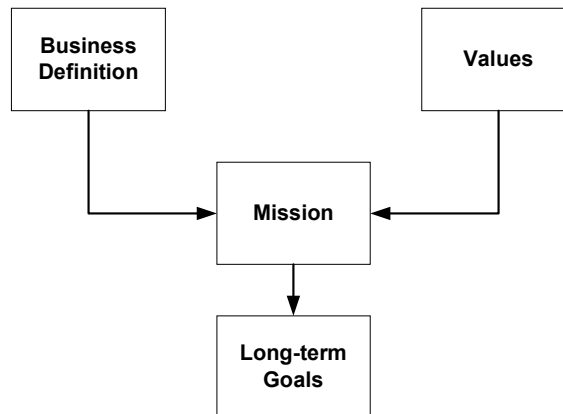 Business
Definition
Values
Mission
Long-term
Goals